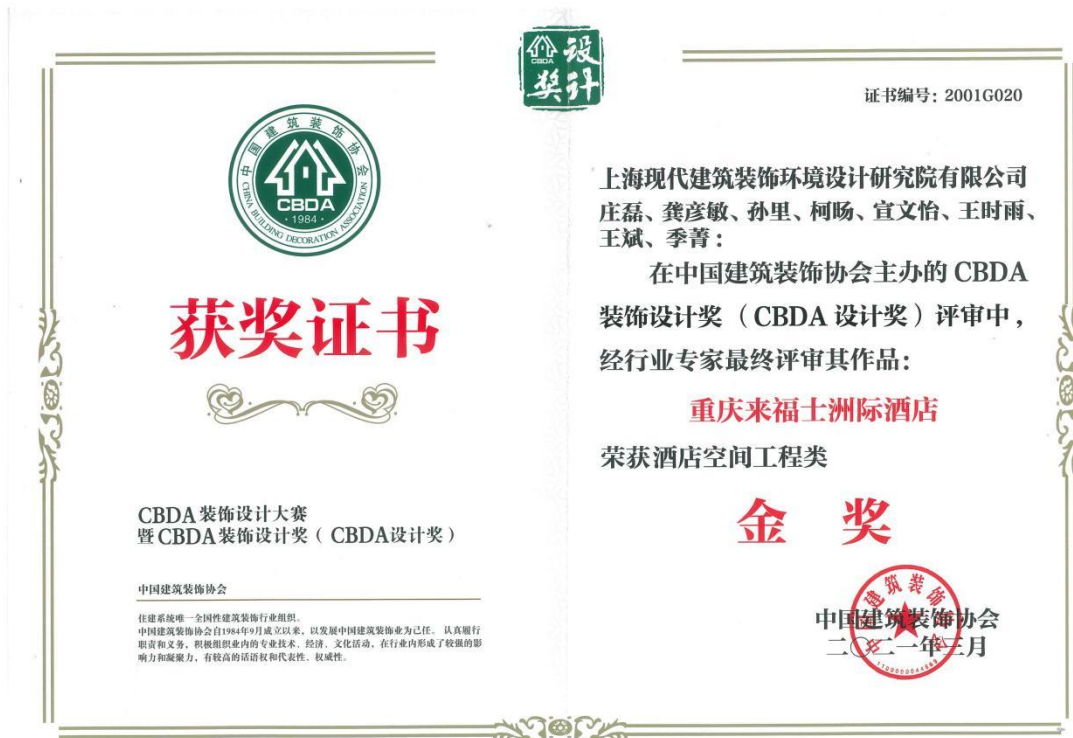 CBDA
设计
奖
中国建筑装饰协会
CBDA
·1984·
CHINA BUILDING DECORATION ASSOCIATION
获奖证书
CBDA装饰设计大赛
暨CBDA装饰设计奖（CBDA设计奖）
中国建筑装饰协会
住建系统唯一全国性建筑装饰行业组织。
中国建筑装饰协会自1984年9月成立以来，以发展中国建筑装饰业为己任。认真履行
职责和义务，积极组织业内的专业技术、经济、文化活动，在行业内形成了较强的影
响力和凝聚力，有较高的话语权和代表性、权威性。
证书编号：2001G020
上海现代建筑装饰环境设计研究院有限公司
庄磊、龚彦敏、孙里、柯旸、宣文怡、王时雨、
王斌、季菁：
在中国建筑装饰协会主办的CBDA
装饰设计奖（CBDA设计奖）评审中，
经行业专家最终评审其作品：
重庆来福士洲际酒店
荣获酒店空间工程类
金奖
中国建筑装饰协会
中国建筑装饰协会
二〇二一年三月